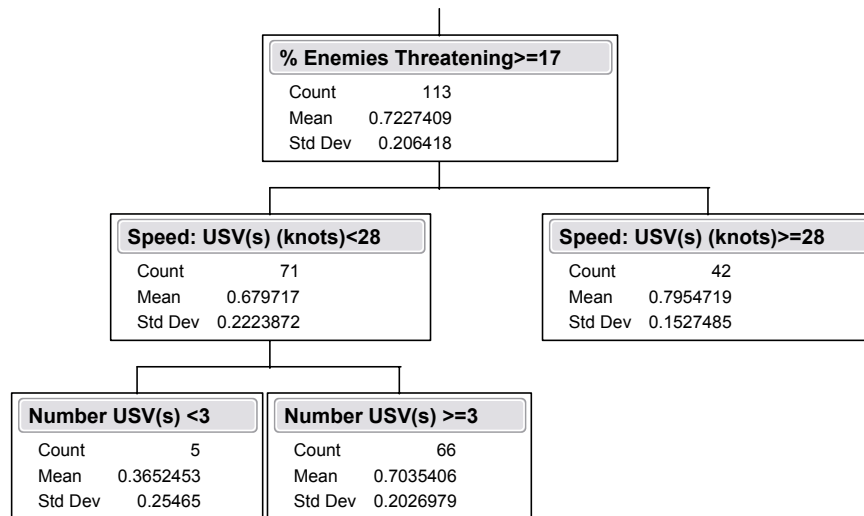 % Enemies Threatening>=17
Count 113
Mean 0.7227409
Std Dev 0.206418
Speed: USV(s) (knots)<28
Count 71
Mean 0.679717
Std Dev 0.2223872
Speed: USV(s) (knots)>=28
Count 42
Mean 0.7954719
Std Dev 0.1527485
Number USV(s) <3
Count 5
Mean 0.3652453
Std Dev 0.25465
Number USV(s) >=3
Count 66
Mean 0.7035406
Std Dev 0.2026979